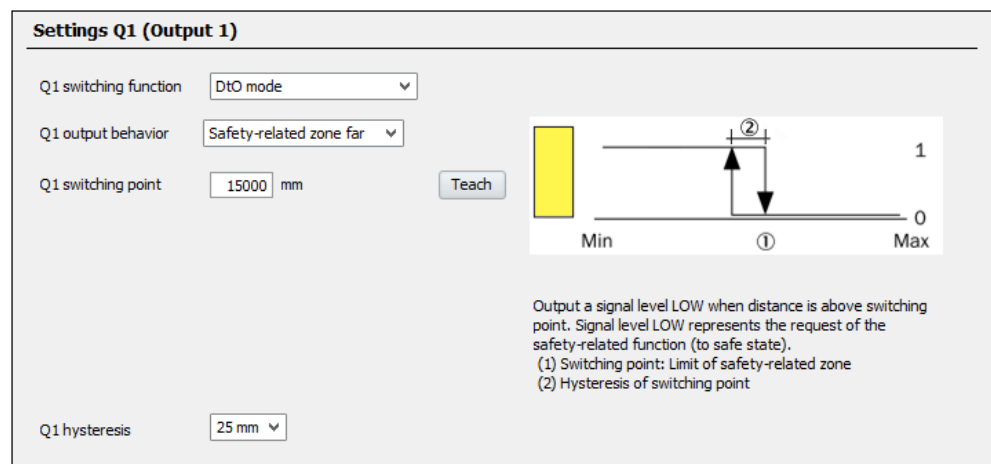 Settings Q1 (Output 1)
Q1 switching function DtO mode
Q1 output behavior Safety-related zone far
Q1 switching point 15000 mm Teach
②
1
0
Min ① Max
Output a signal level LOW when distance is above switching
point. Signal level LOW represents the request of the
safety-related function (to safe state).
(1) Switching point: Limit of safety-related zone
(2) Hysteresis of switching point
Q1 hysteresis 25 mm